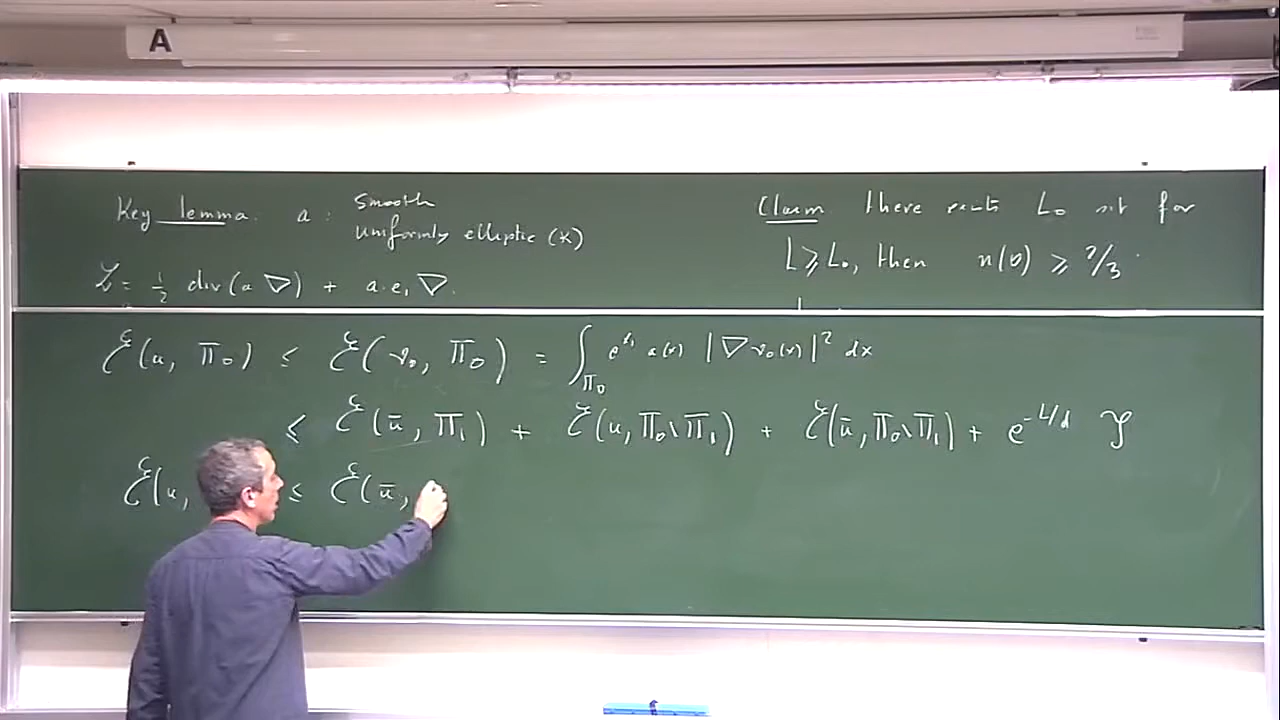 A
Key lemma. a : Smooth
uniformly elliptic (K)
ℒ = ½ div(a ∇) + a.e₁ ∇.
Claim there exists L₀ s.t for
L ≥ L₀, then u(0) ≥ 2/3.
ℰ(u, Π₀) ≤ ℰ(v₀, Π₀) = ∫_{Π₀} e^{x₁} a(x) |∇v₀(x)|² dx
≤ ℰ(ū, Π₁) + ℰ(u, Π₀\Π₁) + ℰ(ū, Π₀\Π₁) + e^{-L/d} 𝒴
ℰ(u, ≤ ℰ(ū,